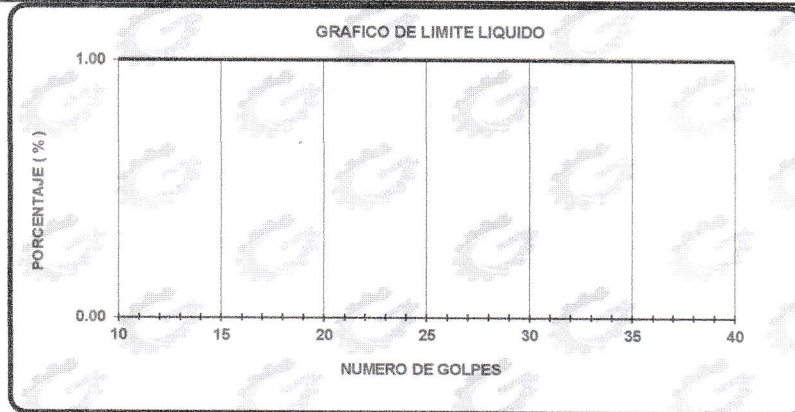 GRAFICO DE LIMITE LIQUIDO
1.00
PORCENTAJE ( % )
0.00
10 15 20 25 30 35 40
NUMERO DE GOLPES